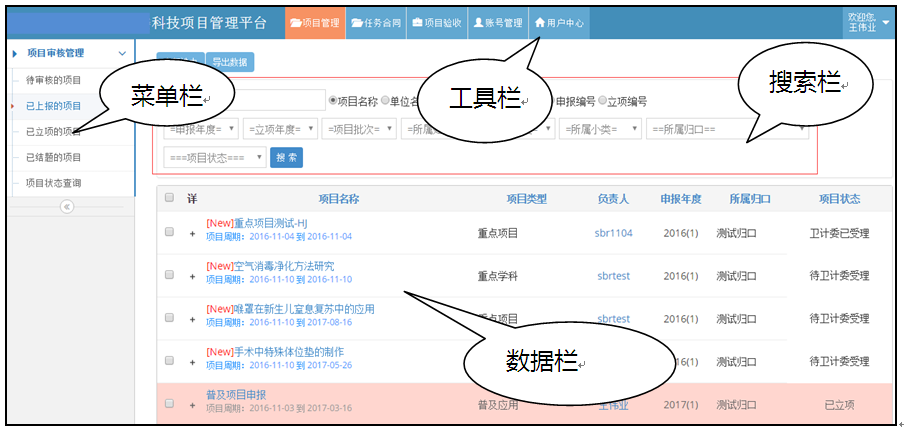 科技项目管理平台 项目管理 任务合同 项目验收 账号管理 用户中心 欢迎您, 王伟业
项目审核管理
待审核的项目
已上报的项目
已立项的项目
已结题的项目
项目状态查询
菜单栏
工具栏
搜索栏
数据栏
导出数据
项目名称 单位名 申报编号 立项编号
=申报年度= =立项年度= =项目批次= =所属 =所属小类= ==所属归口==
===项目状态=== 搜 索
详 项目名称 项目类型 负责人 申报年度 所属归口 项目状态
+ [New]重点项目测试-HJ 重点项目 sbr1104 2016(1) 测试归口 卫计委已受理
项目周期：2016-11-04 到 2016-11-04
+ [New]空气消毒净化方法研究 重点学科 sbrtest 2016(1) 测试归口 待卫计委受理
项目周期：2016-11-10 到 2016-11-10
+ [New]喉罩在新生儿窒息复苏中的应用 重点项目 sbrtest 2016(1) 测试归口 待卫计委受理
项目周期：2016-11-10 到 2017-08-16
+ [New]手术中特殊体位垫的制作 2016(1) 测试归口 待卫计委受理
项目周期：2016-11-10 到 2017-05-26
+ 普及项目申报 普及应用 王伟业 2017(1) 测试归口 已立项
项目周期：2016-11-03 到 2017-03-16